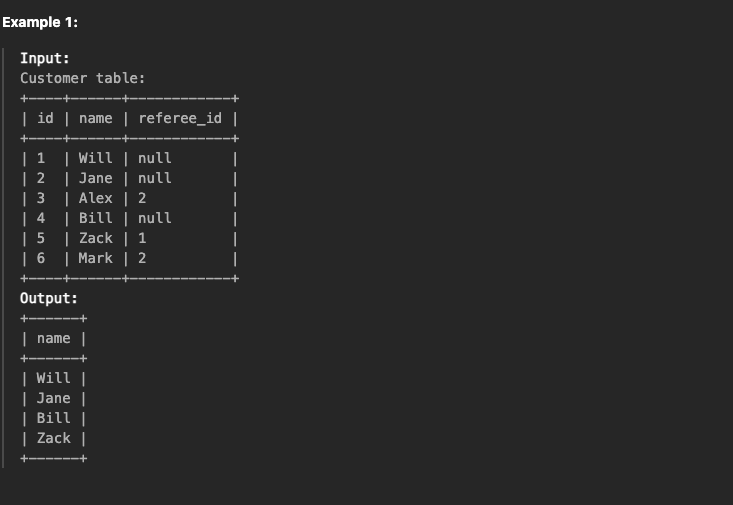 Example 1:
Input:
Customer table:
+----+------+------------+
| id | name | referee_id |
+----+------+------------+
| 1  | Will | null       |
| 2  | Jane | null       |
| 3  | Alex | 2          |
| 4  | Bill | null       |
| 5  | Zack | 1          |
| 6  | Mark | 2          |
+----+------+------------+
Output:
+------+
| name |
+------+
| Will |
| Jane |
| Bill |
| Zack |
+------+